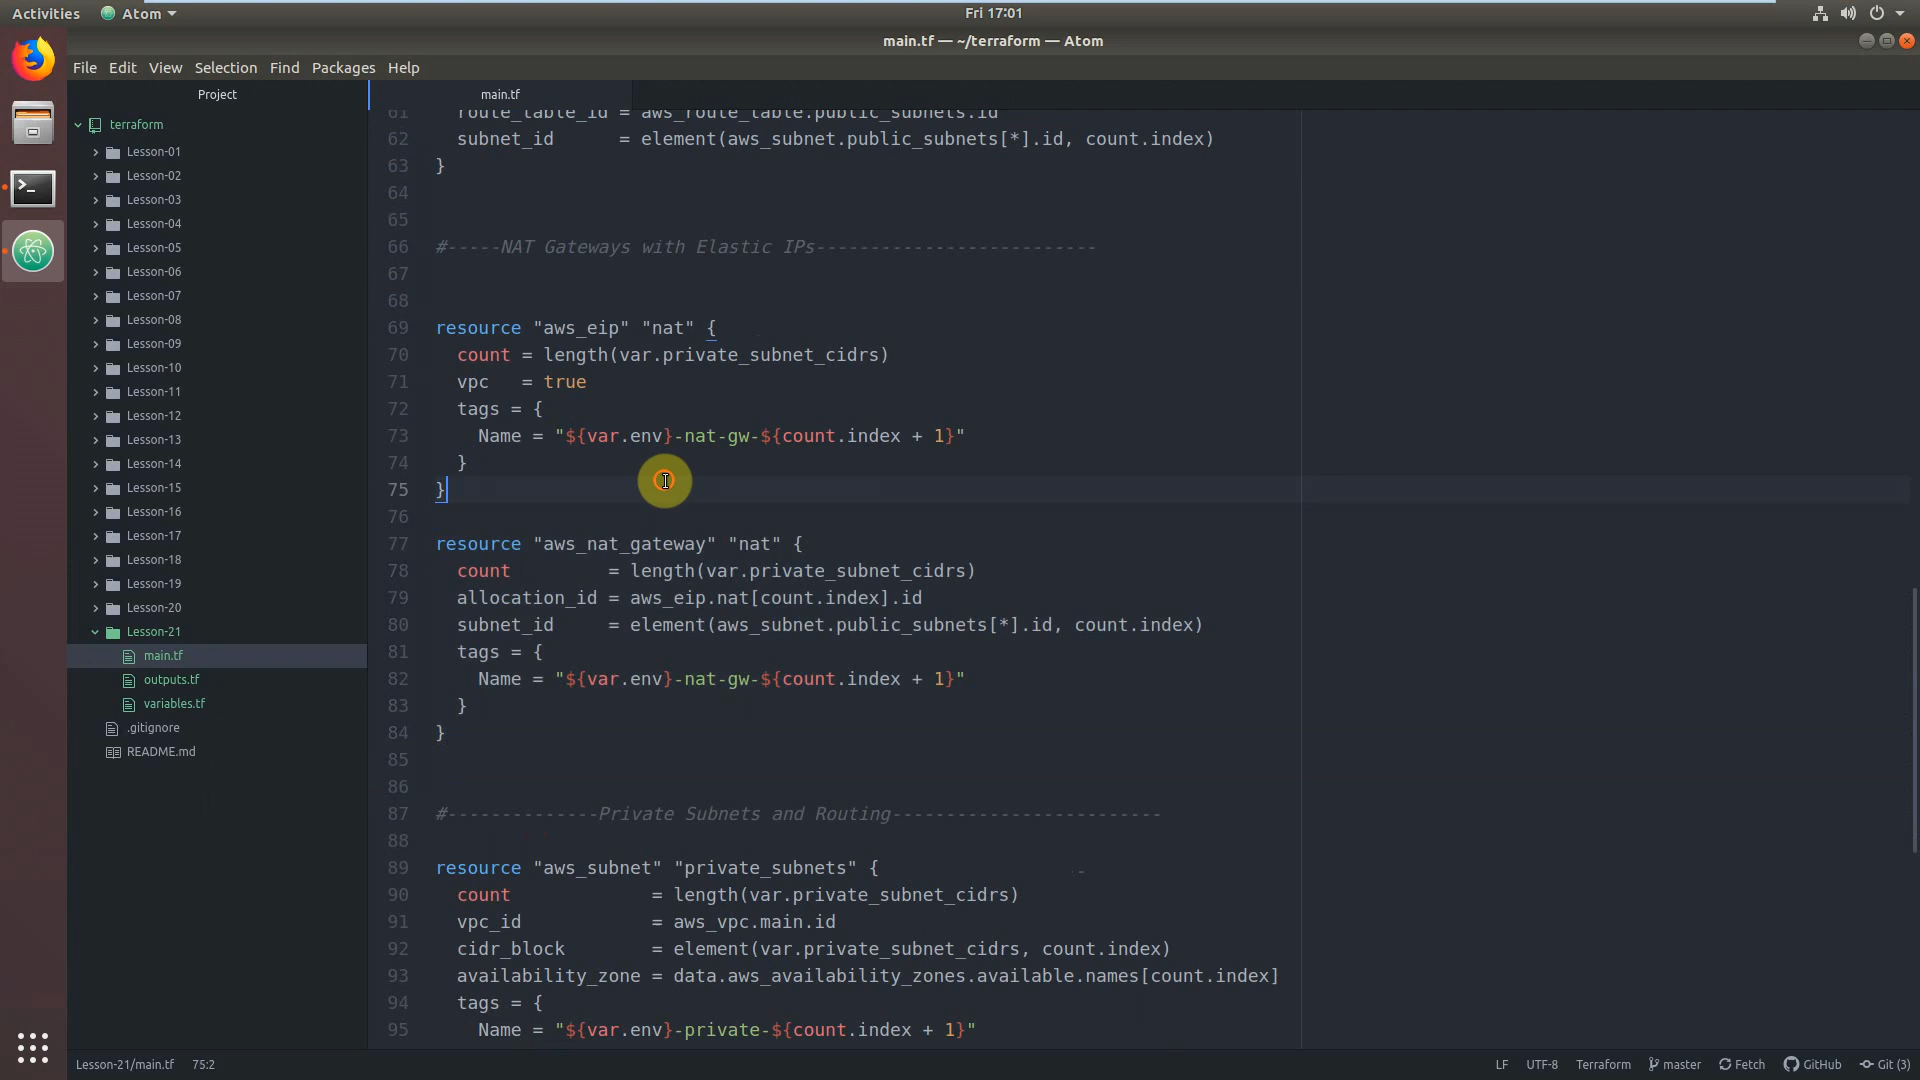 Activities
Atom
Fri 17:01
main.tf — ~/terraform — Atom
File Edit View Selection Find Packages Help
Project
main.tf
terraform
Lesson-01
Lesson-02
Lesson-03
Lesson-04
Lesson-05
Lesson-06
Lesson-07
Lesson-08
Lesson-09
Lesson-10
Lesson-11
Lesson-12
Lesson-13
Lesson-14
Lesson-15
Lesson-16
Lesson-17
Lesson-18
Lesson-19
Lesson-20
Lesson-21
main.tf
outputs.tf
variables.tf
.gitignore
README.md
61   route_table_id = aws_route_table.public_subnets.id
62   subnet_id      = element(aws_subnet.public_subnets[*].id, count.index)
63 }
64
65
66 #-----NAT Gateways with Elastic IPs--------------------------
67
68
69 resource "aws_eip" "nat" {
70   count = length(var.private_subnet_cidrs)
71   vpc   = true
72   tags = {
73     Name = "${var.env}-nat-gw-${count.index + 1}"
74   }
75 }
76
77 resource "aws_nat_gateway" "nat" {
78   count         = length(var.private_subnet_cidrs)
79   allocation_id = aws_eip.nat[count.index].id
80   subnet_id     = element(aws_subnet.public_subnets[*].id, count.index)
81   tags = {
82     Name = "${var.env}-nat-gw-${count.index + 1}"
83   }
84 }
85
86
87 #--------------Private Subnets and Routing-------------------------
88
89 resource "aws_subnet" "private_subnets" {
90   count             = length(var.private_subnet_cidrs)
91   vpc_id            = aws_vpc.main.id
92   cidr_block        = element(var.private_subnet_cidrs, count.index)
93   availability_zone = data.aws_availability_zones.available.names[count.index]
94   tags = {
95     Name = "${var.env}-private-${count.index + 1}"
Lesson-21/main.tf 75:2
LF UTF-8 Terraform master Fetch GitHub Git (3)